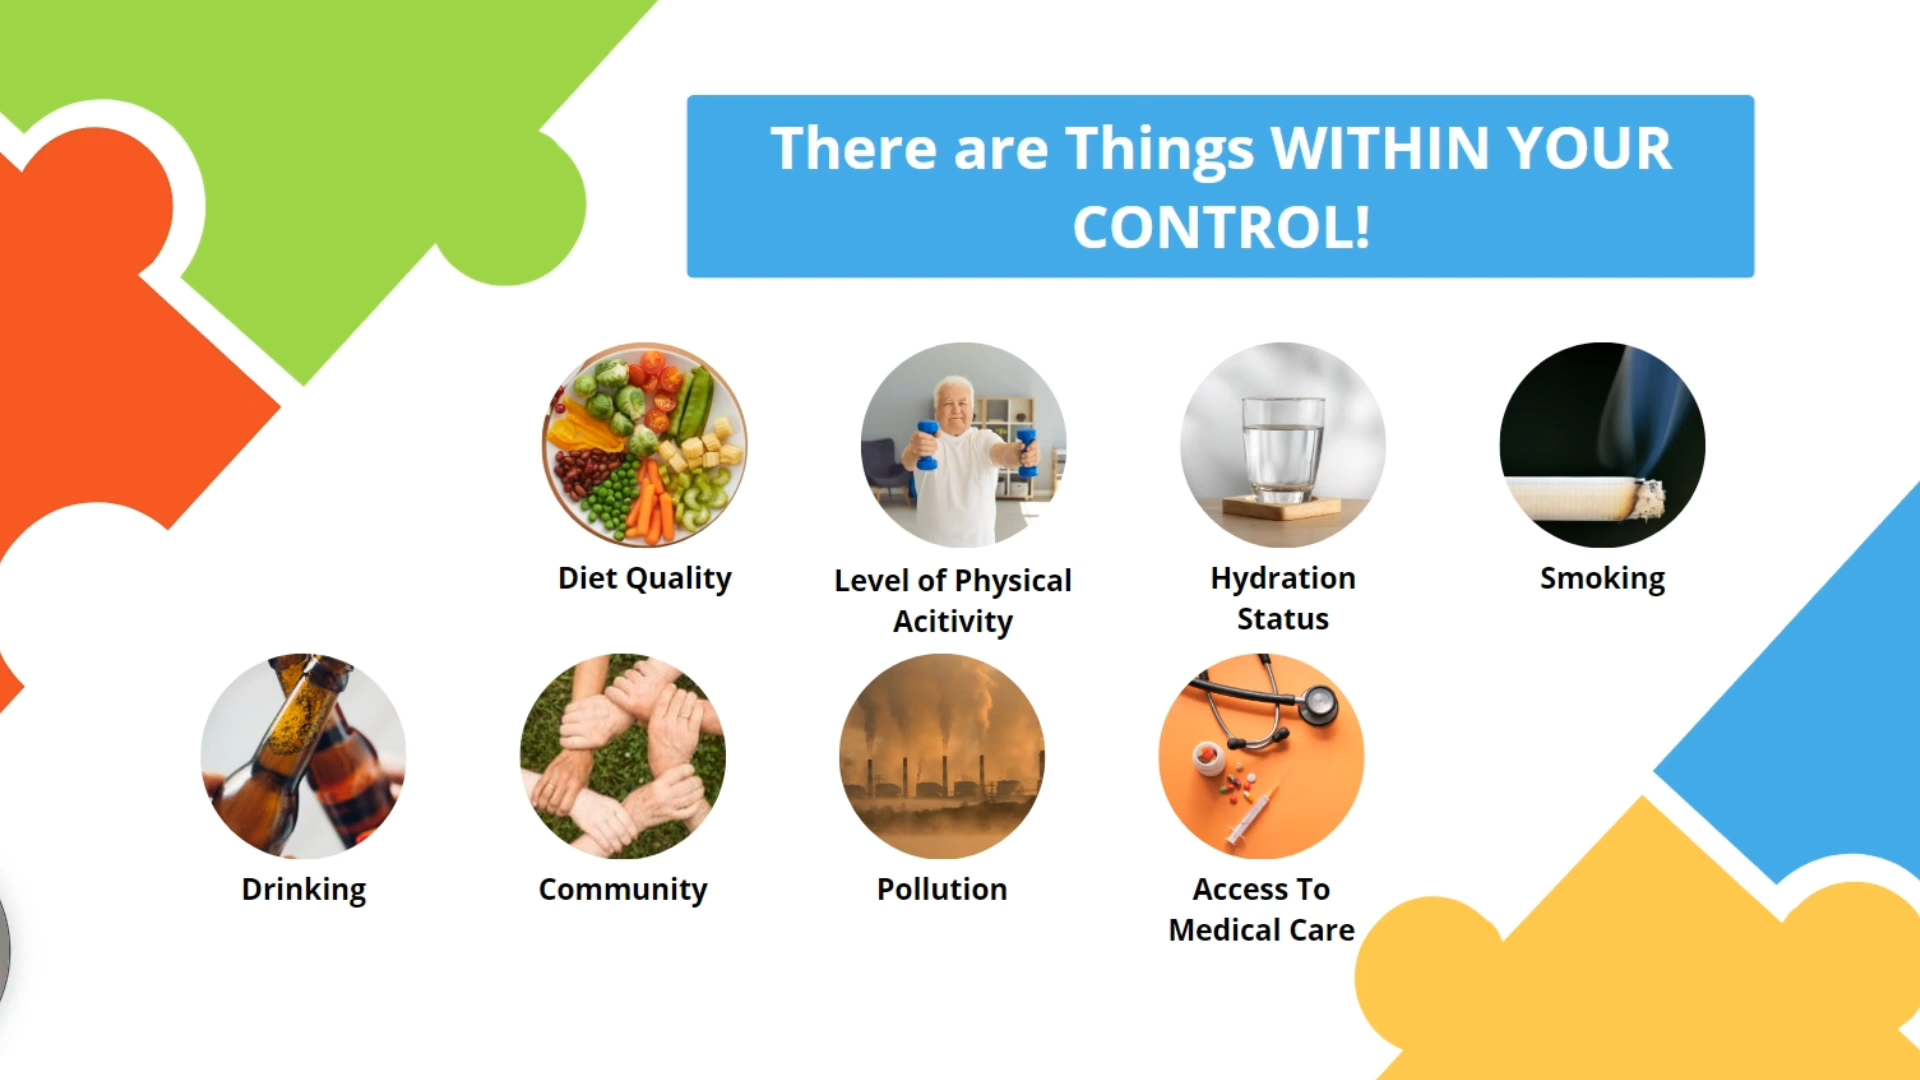 There are Things WITHIN YOUR
CONTROL!
Diet Quality
Level of Physical
Acitivity
Hydration
Status
Smoking
Drinking
Community
Pollution
Access To
Medical Care